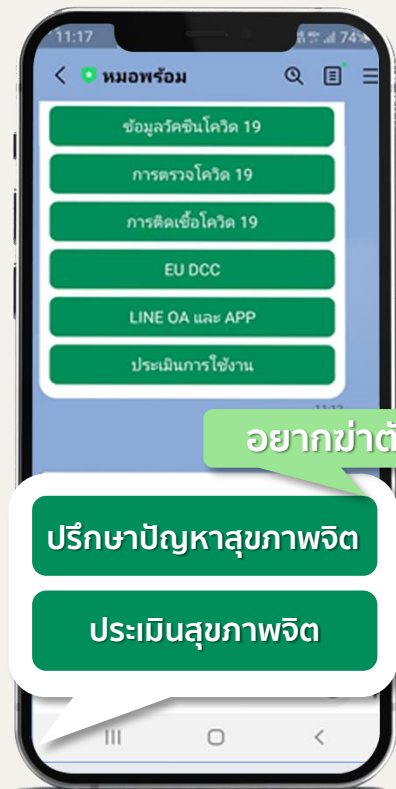 11:17
74%
หมอพร้อม
ข้อมูลวัคซีนโควิด 19
การตรวจโควิด 19
การติดเชื้อโควิด 19
EU DCC
LINE OA และ APP
ประเมินการใช้งาน
อยากฆ่าตั
ปรึกษาปัญหาสุขภาพจิต
ประเมินสุขภาพจิต